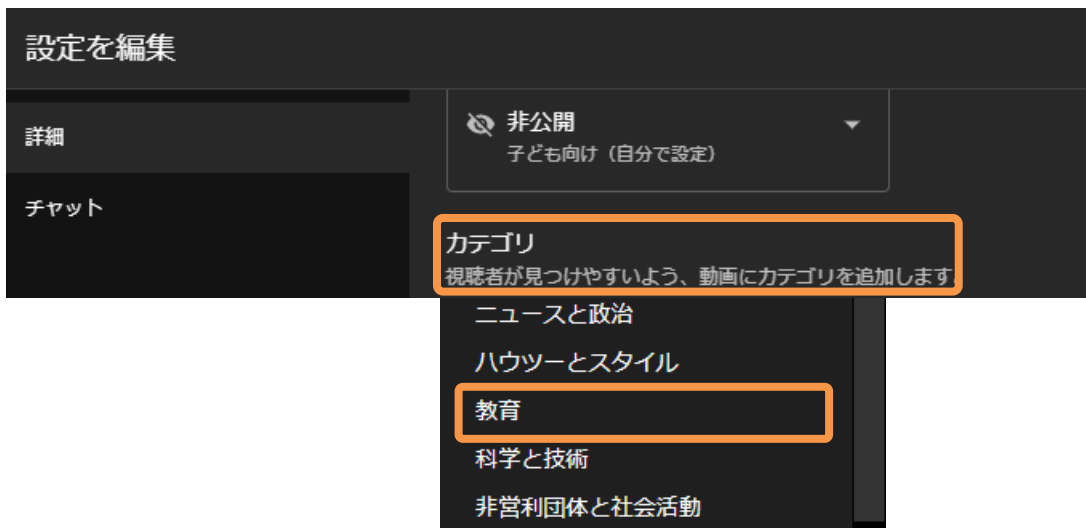 設定を編集
詳細
チャット
非公開
子ども向け（自分で設定）
カテゴリ
視聴者が見つけやすいよう、動画にカテゴリを追加します。
ニュースと政治
ハウツーとスタイル
教育
科学と技術
非営利団体と社会活動